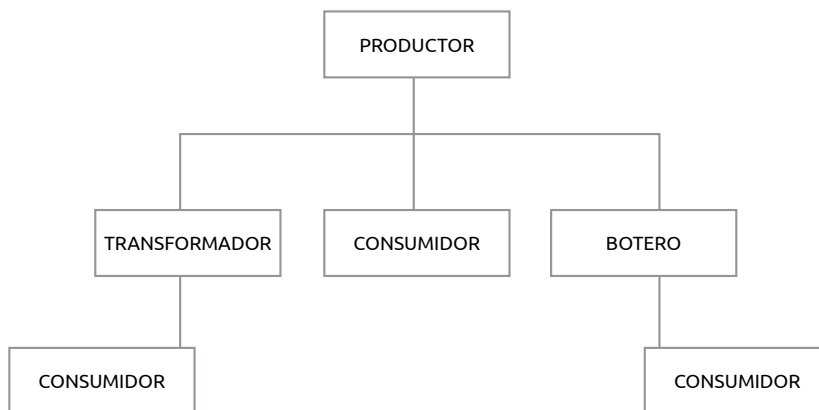 PRODUCTOR
TRANSFORMADOR
CONSUMIDOR
BOTERO
CONSUMIDOR
CONSUMIDOR